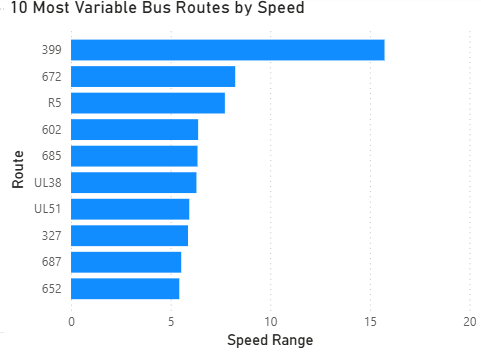 10 Most Variable Bus Routes by Speed
399
672
R5
602
685
UL38
UL51
327
687
652
Route
0 5 10 15 20
Speed Range